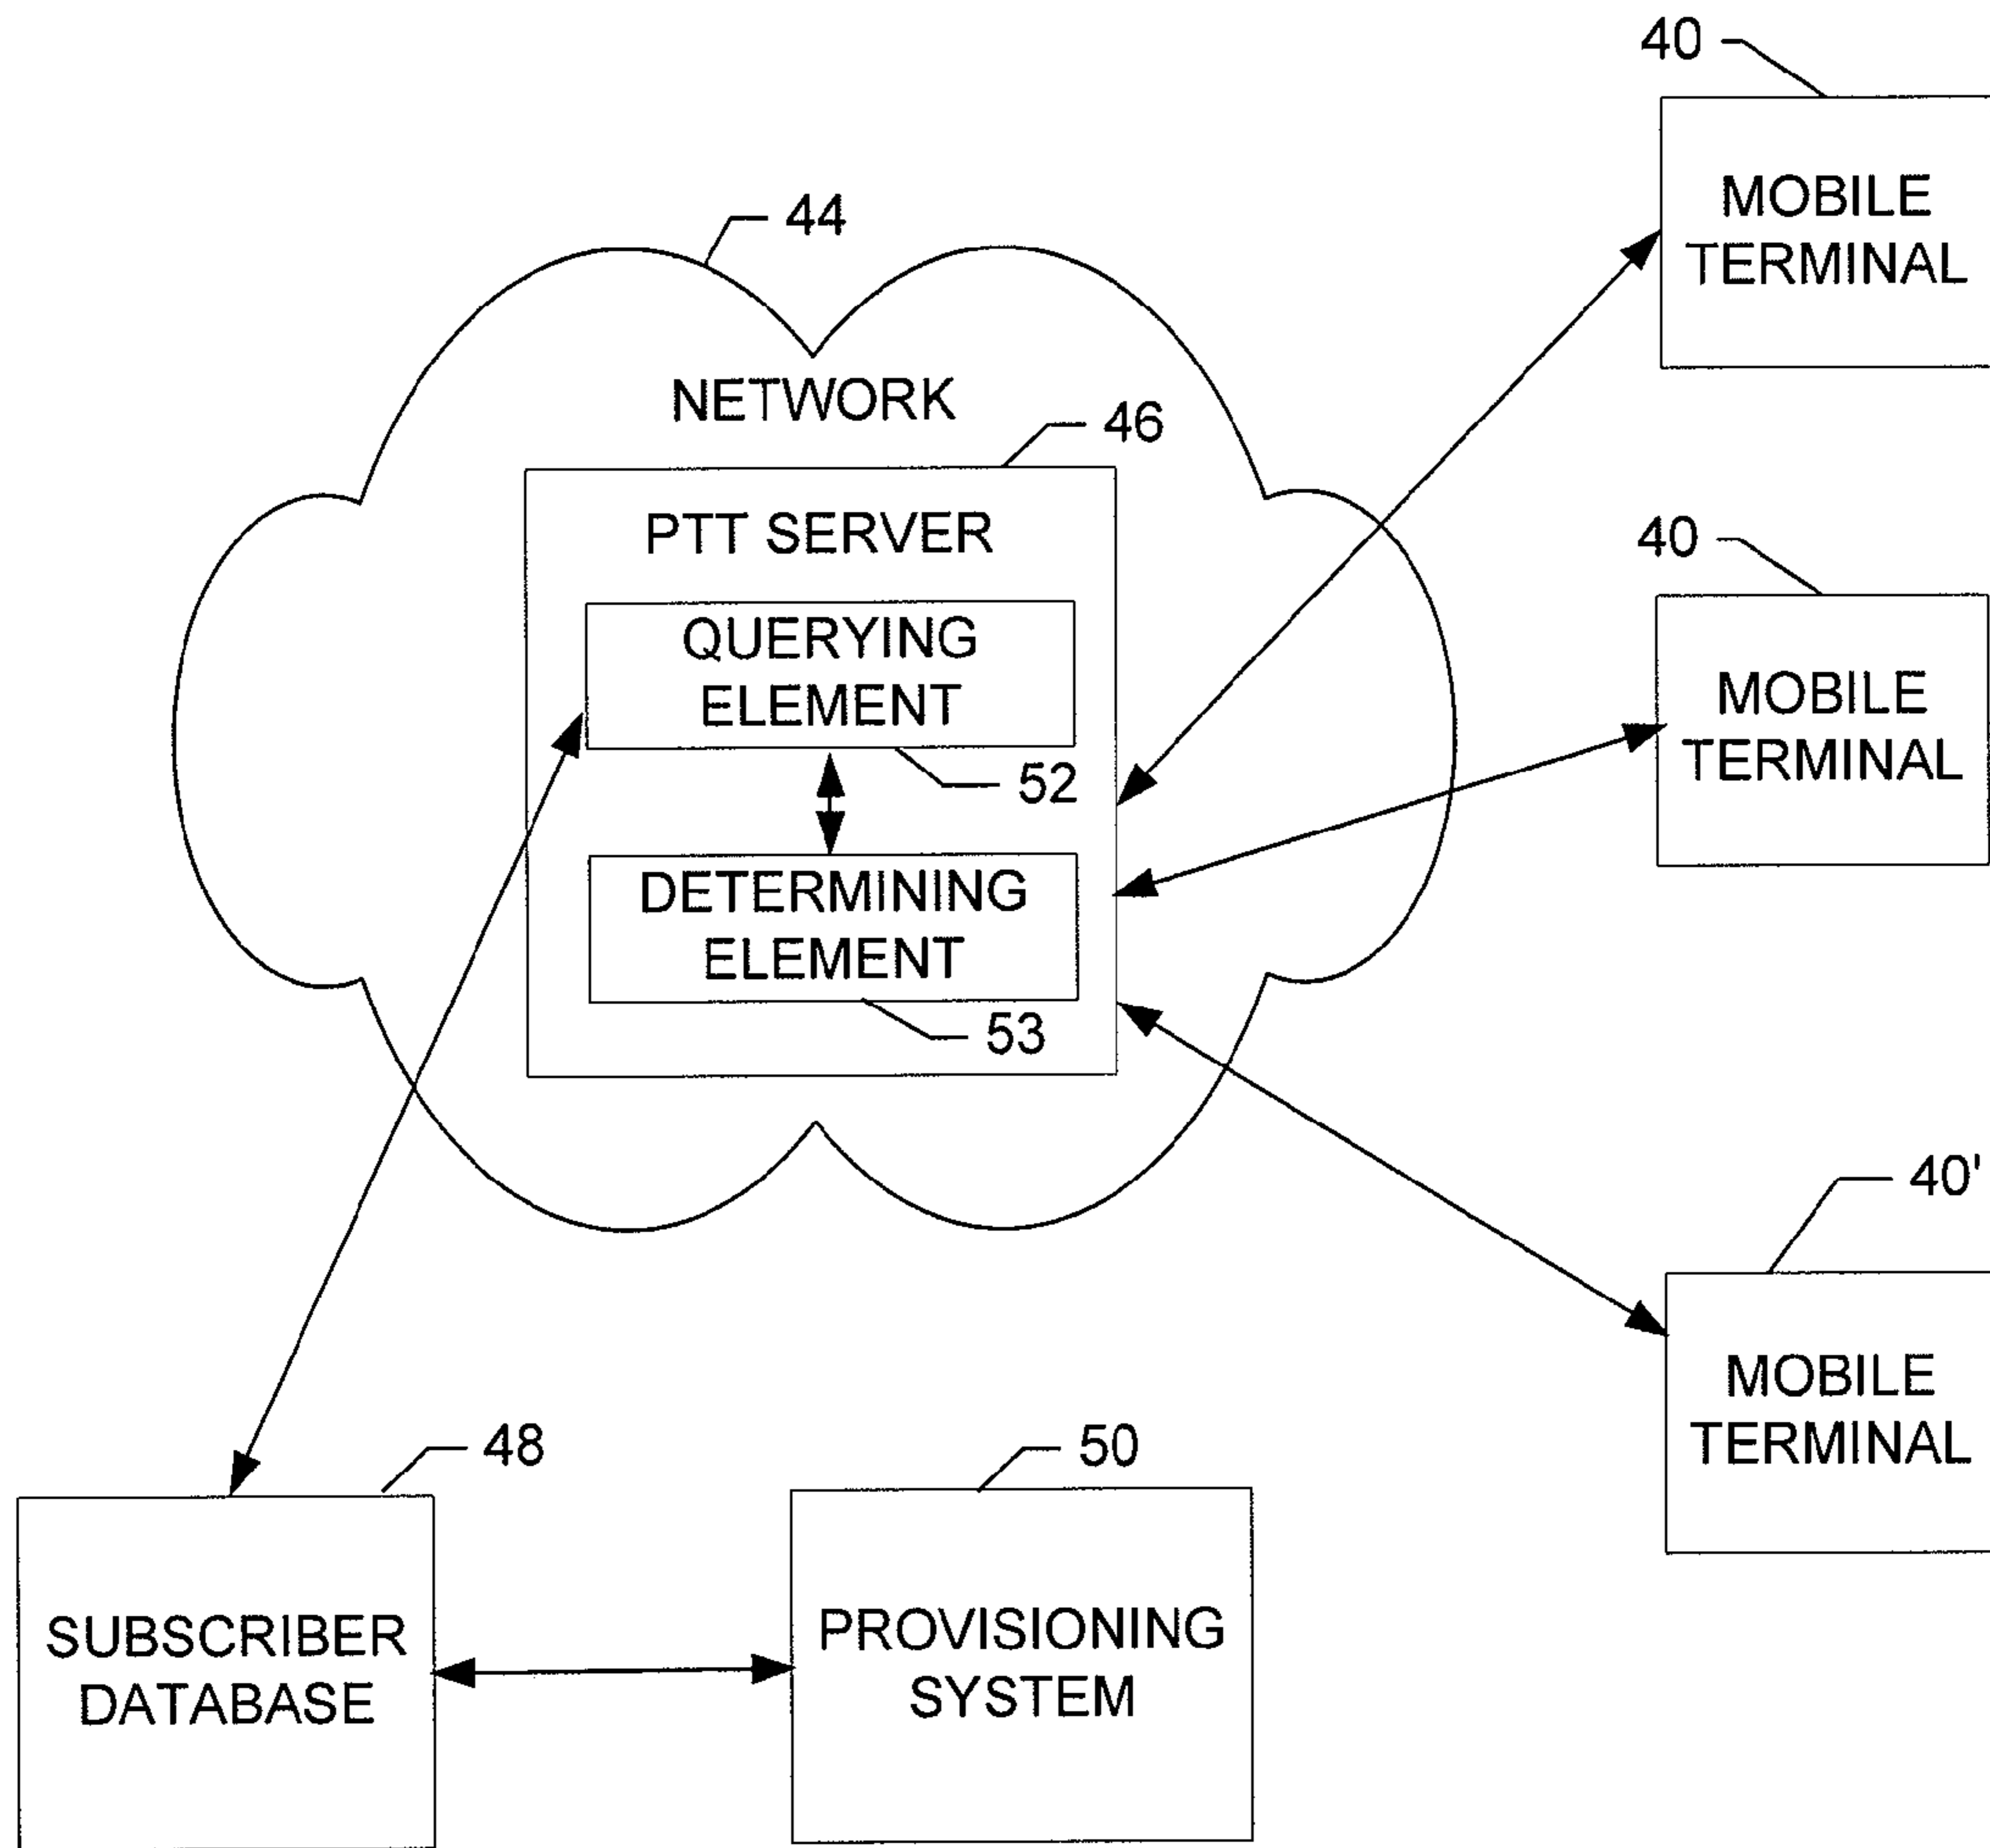 40
MOBILE
TERMINAL
44
NETWORK
46
PTT SERVER
QUERYING
ELEMENT
52
DETERMINING
ELEMENT
53
40
MOBILE
TERMINAL
40'
MOBILE
TERMINAL
48
SUBSCRIBER
DATABASE
50
PROVISIONING
SYSTEM